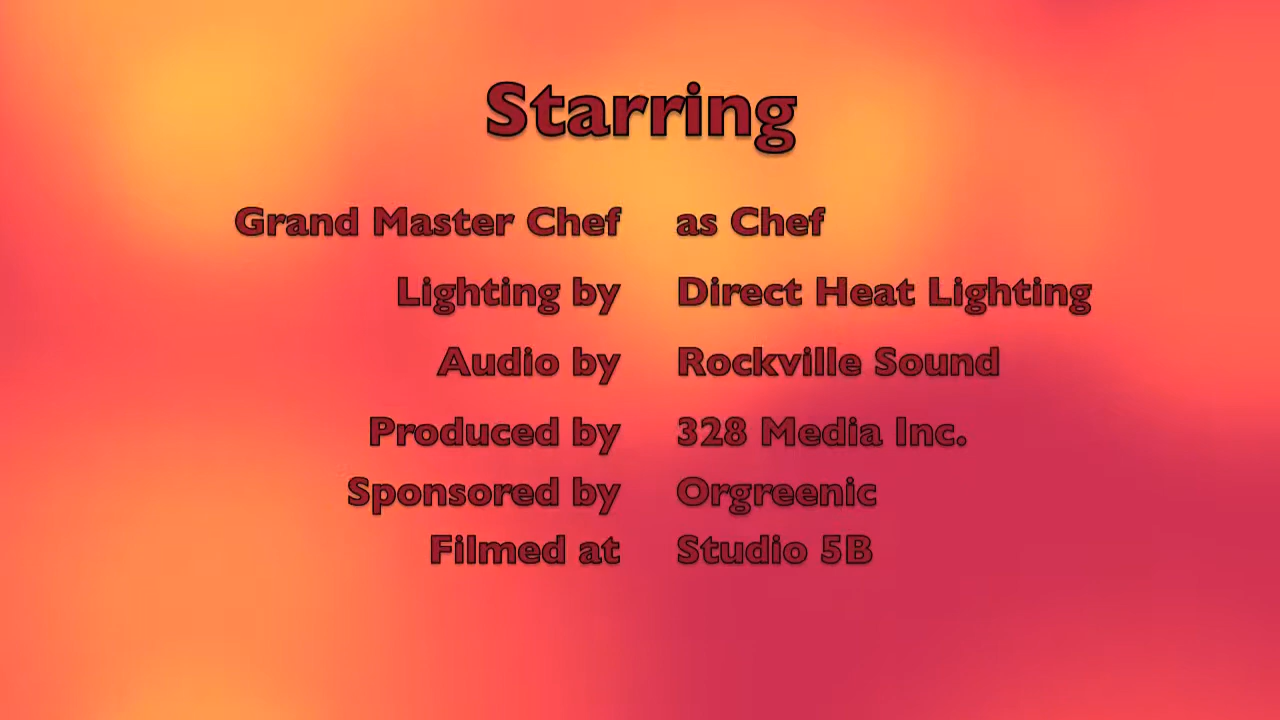 Starring
Grand Master Chef as Chef
Lighting by Direct Heat Lighting
Audio by Rockville Sound
Produced by 328 Media Inc.
Sponsored by Orgreenic
Filmed at Studio 5B